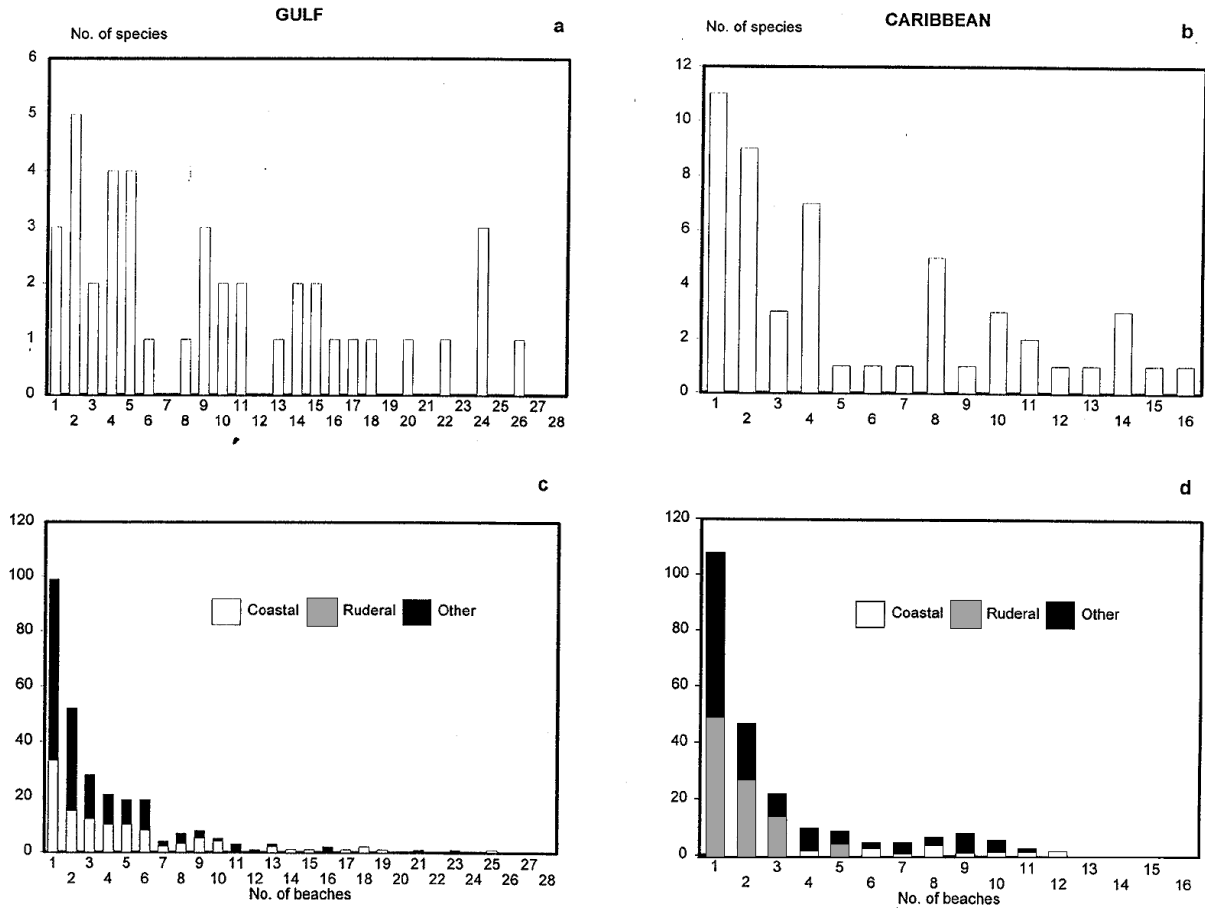 GULF
No. of species
a
6
5
4
3
2
1
0
1 3 5 7 9 11 13 15 17 19 21 23 25 27
2 4 6 8 10 12 14 16 18 20 22 24 26 28
CARIBBEAN
No. of species
b
12
10
8
6
4
2
0
1 3 5 7 9 11 13 15
2 4 6 8 10 12 14 16
c
120
100
80
60
40
20
0
Coastal Ruderal Other
1 3 5 7 9 11 13 15 17 19 21 23 25 27
2 4 6 8 10 12 14 16 18 20 22 24 26 28
No. of beaches
d
120
100
80
60
40
20
0
Coastal Ruderal Other
1 3 5 7 9 11 13 15
2 4 6 8 10 12 14 16
No. of beaches